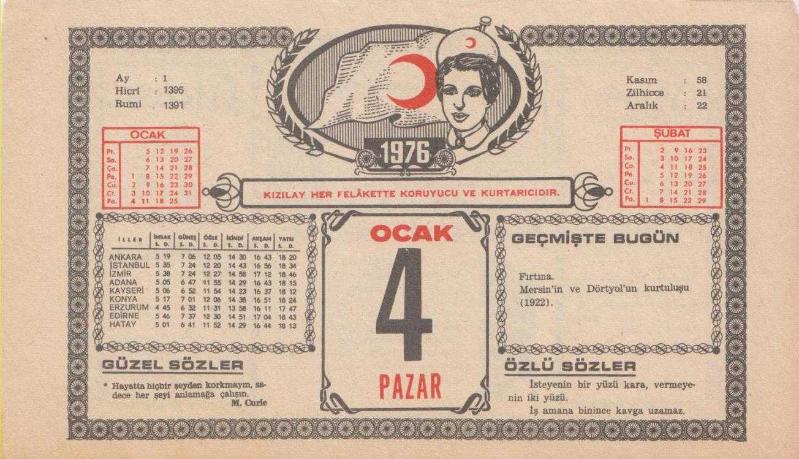 Ay : 1
Hicrî : 1395
Rumi : 1391
Kasım : 58
Zilhicce : 21
Aralık : 22
1976
KIZILAY HER FELÂKETTE KORUYUCU VE KURTARICIDIR.
OCAK
Pt. 5 12 19 26
Sa. 6 13 20 27
Ça. 7 14 21 28
Pe. 1 8 15 22 29
Cu. 2 9 16 23 30
Ct. 3 10 17 24 31
Pa. 4 11 18 25
ŞUBAT
Pt. 2 9 16 23
Sa. 3 10 17 24
Ça. 4 11 18 25
Pe. 5 12 19 26
Cu. 6 13 20 27
Ct. 7 14 21 28
Pa. 1 8 15 22 29
İLLER İMSAK GÜNEŞ ÖĞLE İKİNDİ AKŞAM YATSI
S. D. S. D. S. D. S. D. S. D. S. D.
ANKARA 5 19 7 06 12 05 14 30 16 43 18 20
İSTANBUL 5 35 7 24 12 20 14 43 16 56 18 34
İZMİR 5 38 7 24 12 27 14 58 17 12 18 46
ADANA 5 05 6 47 11 55 14 29 16 43 18 15
KAYSERİ 5 06 6 52 11 54 14 23 16 37 18 12
KONYA 5 17 7 01 12 06 14 38 16 51 18 24
ERZURUM 4 45 6 32 11 31 13 58 16 11 17 47
EDİRNE 5 46 7 37 12 30 14 51 17 04 18 43
HATAY 5 01 6 41 11 52 14 29 16 44 18 13
GÜZEL SÖZLER
* Hayatta hiçbir şeyden korkmayın, sa-
dece her şeyi anlamağa çalışın.
M. Curie
OCAK
4
PAZAR
GEÇMİŞTE BUGÜN
Fırtına.
Mersin'in ve Dörtyol'un kurtuluşu
(1922).
ÖZLÜ SÖZLER
İsteyenin bir yüzü kara, vermeye-
nin iki yüzü.
İş amana binince kavga uzamaz.